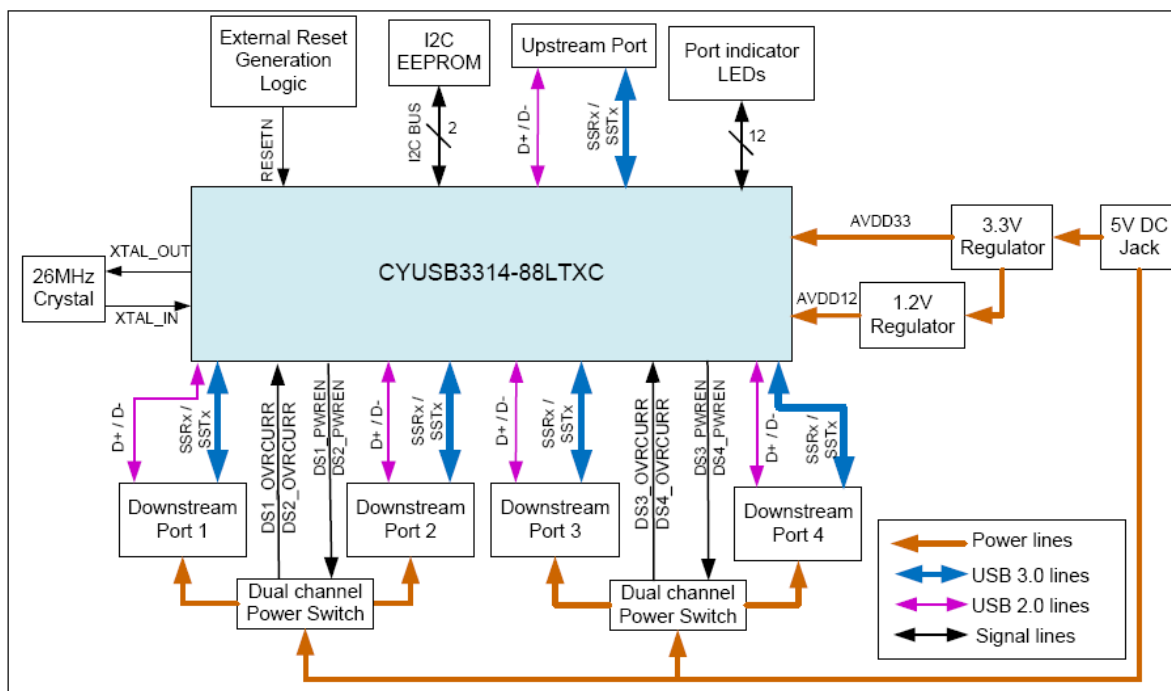 External Reset
Generation
Logic
I2C
EEPROM
Upstream Port
Port indicator
LEDs
RESETN
I2C BUS
2
D+ / D-
SSRx /
SSTx
12
XTAL_OUT
26MHz
Crystal
XTAL_IN
CYUSB3314-88LTXC
AVDD33
3.3V
Regulator
5V DC
Jack
AVDD12
1.2V
Regulator
D+ / D-
SSRx /
SSTx
DS1_OVRCURR
DS2_OVRCURR
DS1_PWREN
DS2_PWREN
D+ / D-
SSRx /
SSTx
D+ / D-
SSRx /
SSTx
DS3_OVRCURR
DS4_OVRCURR
DS3_PWREN
DS4_PWREN
D+ / D-
SSRx /
SSTx
Downstream
Port 1
Downstream
Port 2
Downstream
Port 3
Downstream
Port 4
Dual channel
Power Switch
Dual channel
Power Switch
Power lines
USB 3.0 lines
USB 2.0 lines
Signal lines